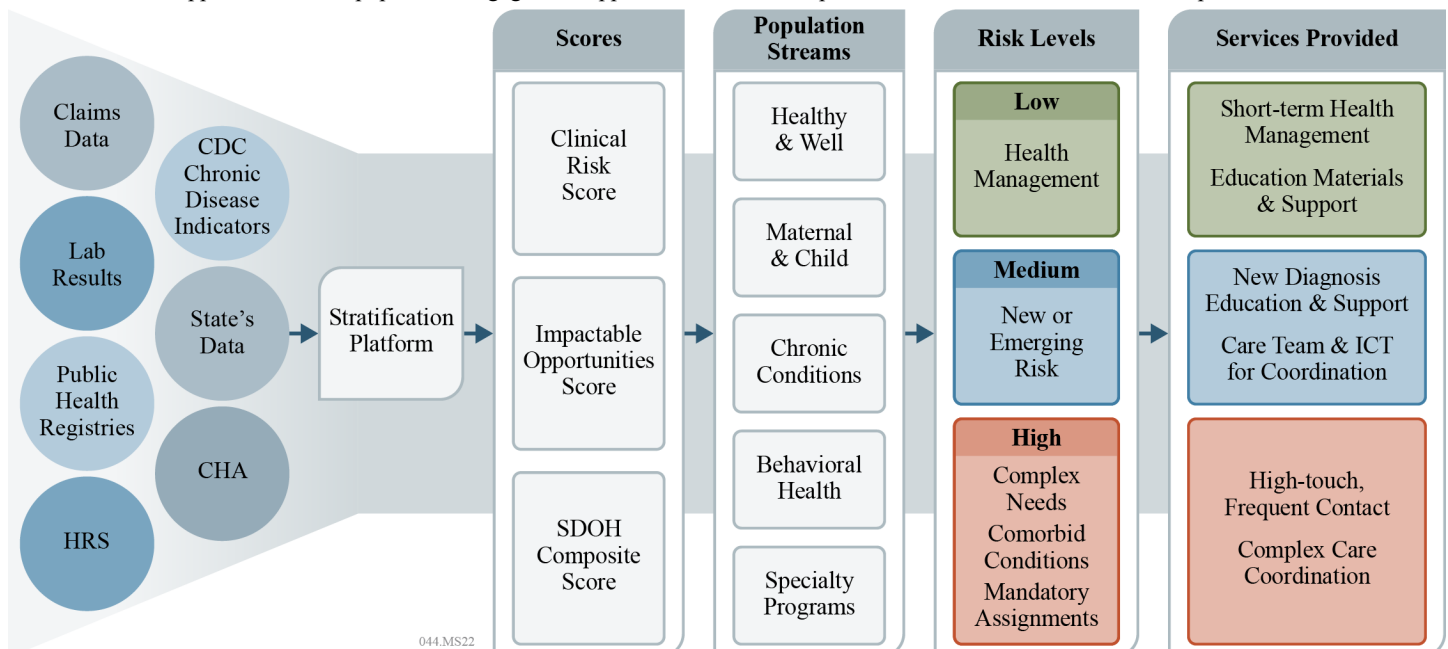 Claims
Data
CDC
Chronic
Disease
Indicators
Lab
Results
State's
Data
Public
Health
Registries
CHA
HRS
Stratification
Platform
Scores
Clinical
Risk
Score
Impactable
Opportunities
Score
SDOH
Composite
Score
Population
Streams
Healthy
& Well
Maternal
& Child
Chronic
Conditions
Behavioral
Health
Specialty
Programs
Risk Levels
Low
Health
Management
Medium
New or
Emerging
Risk
High
Complex
Needs
Comorbid
Conditions
Mandatory
Assignments
Services Provided
Short-term Health
Management
Education Materials
& Support
New Diagnosis
Education & Support
Care Team & ICT
for Coordination
High-touch,
Frequent Contact
Complex Care
Coordination
044.MS22